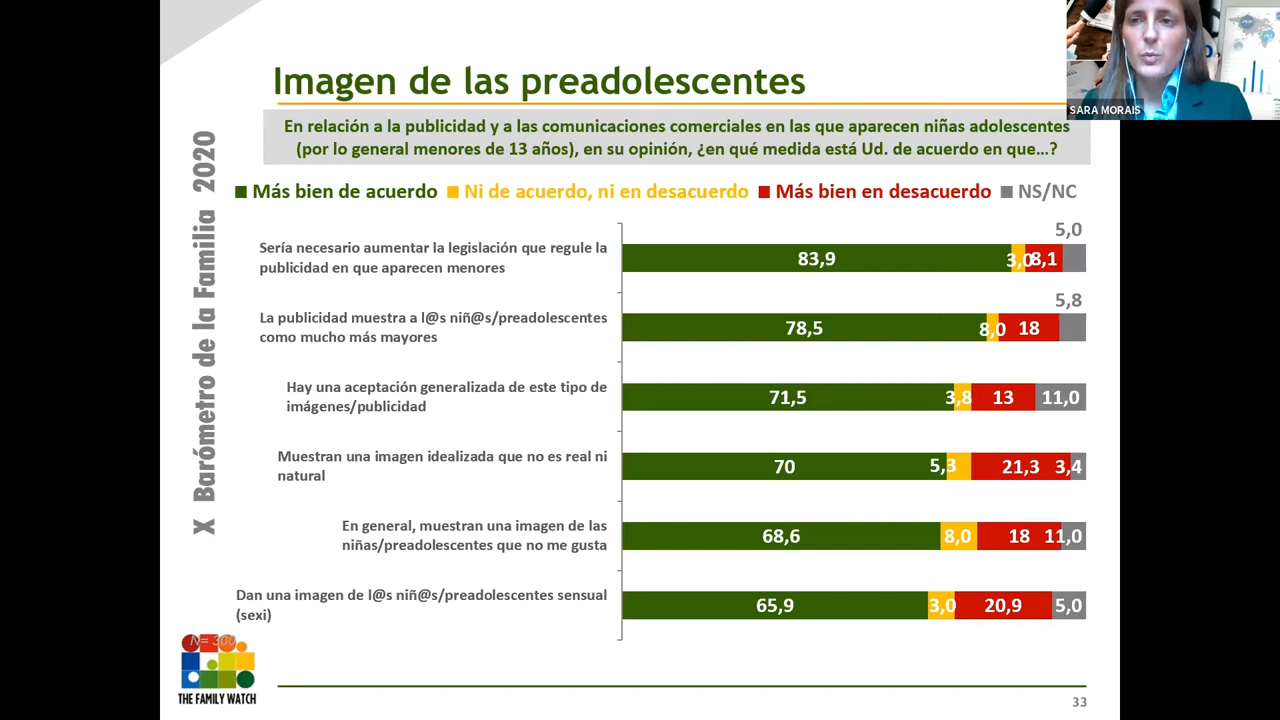 Imagen de las preadolescentes
SARA MORAIS
En relación a la publicidad y a las comunicaciones comerciales en las que aparecen niñas adolescentes
(por lo general menores de 13 años), en su opinión, ¿en qué medida está Ud. de acuerdo en que…?
X Barómetro de la Familia 2020
Más bien de acuerdo Ni de acuerdo, ni en desacuerdo Más bien en desacuerdo NS/NC
Sería necesario aumentar la legislación que regule la
publicidad en que aparecen menores
83,9 3,0 8,1 5,0
La publicidad muestra a l@s niñ@s/preadolescentes
como mucho más mayores
78,5 8,0 18 5,8
Hay una aceptación generalizada de este tipo de
imágenes/publicidad
71,5 3,8 13 11,0
Muestran una imagen idealizada que no es real ni
natural
70 5,3 21,3 3,4
En general, muestran una imagen de las
niñas/preadolescentes que no me gusta
68,6 8,0 18 11,0
Dan una imagen de l@s niñ@s/preadolescentes sensual
(sexi)
65,9 3,0 20,9 5,0
N= 300
THE FAMILY WATCH
33